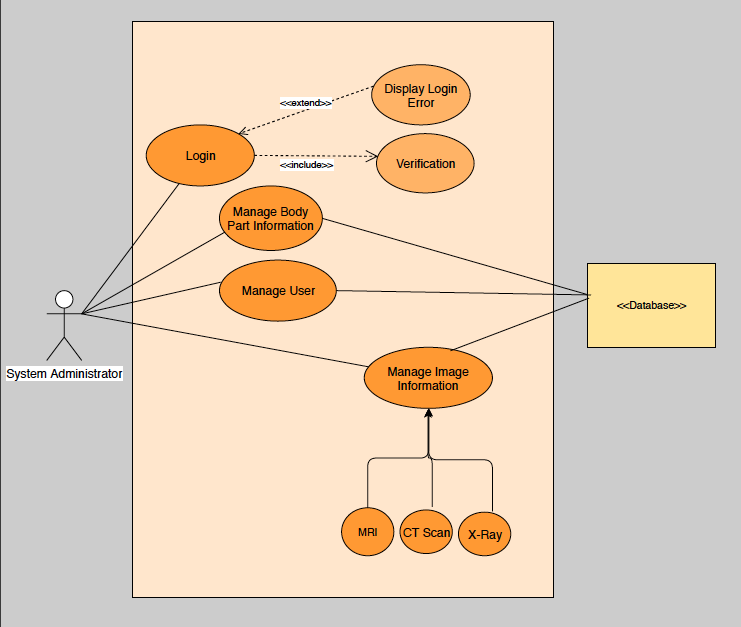 Display Login
Error
<<extend>>
Login
Verification
<<include>>
Manage Body
Part Information
Manage User
<<Database>>
System Administrator
Manage Image
Information
MRI
CT Scan
X-Ray